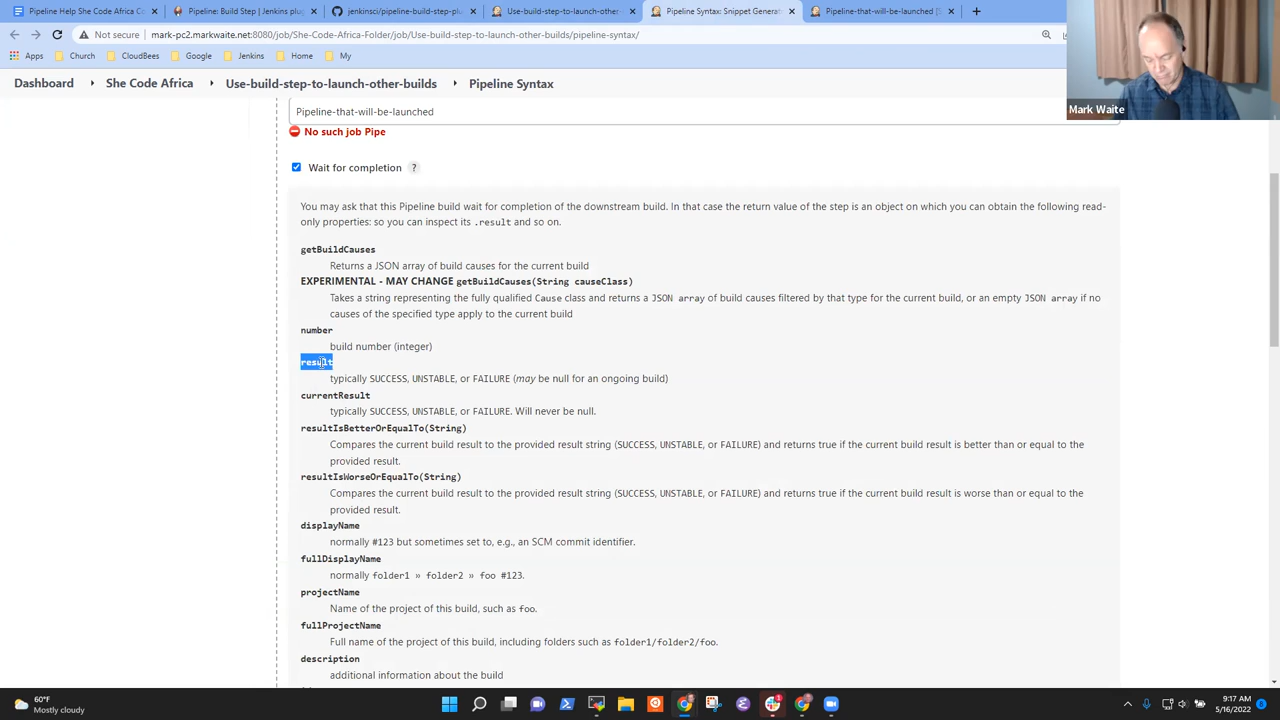 Pipeline Help She Code Africa C
Pipeline: Build Step | Jenkins plug
jenkinsci/pipeline-build-step-plu
Use-build-step-to-launch-other-
Pipeline Syntax: Snippet Generat
Pipeline-that-will-be-launched [
Not secure
mark-pc2.markwaite.net:8080/job/She-Code-Africa-Folder/job/Use-build-step-to-launch-other-builds/pipeline-syntax/
Apps
Church
CloudBees
Google
Jenkins
Home
My
Dashboard
She Code Africa
Use-build-step-to-launch-other-builds
Pipeline Syntax
Mark Waite
Pipeline-that-will-be-launched
No such job Pipe
Wait for completion ?
You may ask that this Pipeline build wait for completion of the downstream build. In that case the return value of the step is an object on which you can obtain the following read-
only properties: so you can inspect its .result and so on.
getBuildCauses
Returns a JSON array of build causes for the current build
EXPERIMENTAL - MAY CHANGE getBuildCauses(String causeClass)
Takes a string representing the fully qualified Cause class and returns a JSON array of build causes filtered by that type for the current build, or an empty JSON array if no
causes of the specified type apply to the current build
number
build number (integer)
result
typically SUCCESS, UNSTABLE, or FAILURE (may be null for an ongoing build)
currentResult
typically SUCCESS, UNSTABLE, or FAILURE. Will never be null.
resultIsBetterOrEqualTo(String)
Compares the current build result to the provided result string (SUCCESS, UNSTABLE, or FAILURE) and returns true if the current build result is better than or equal to the
provided result.
resultIsWorseOrEqualTo(String)
Compares the current build result to the provided result string (SUCCESS, UNSTABLE, or FAILURE) and returns true if the current build result is worse than or equal to the
provided result.
displayName
normally #123 but sometimes set to, e.g., an SCM commit identifier.
fullDisplayName
normally folder1 » folder2 » foo #123.
projectName
Name of the project of this build, such as foo.
fullProjectName
Full name of the project of this build, including folders such as folder1/folder2/foo.
description
additional information about the build
60°F
Mostly cloudy
9:17 AM
5/16/2022